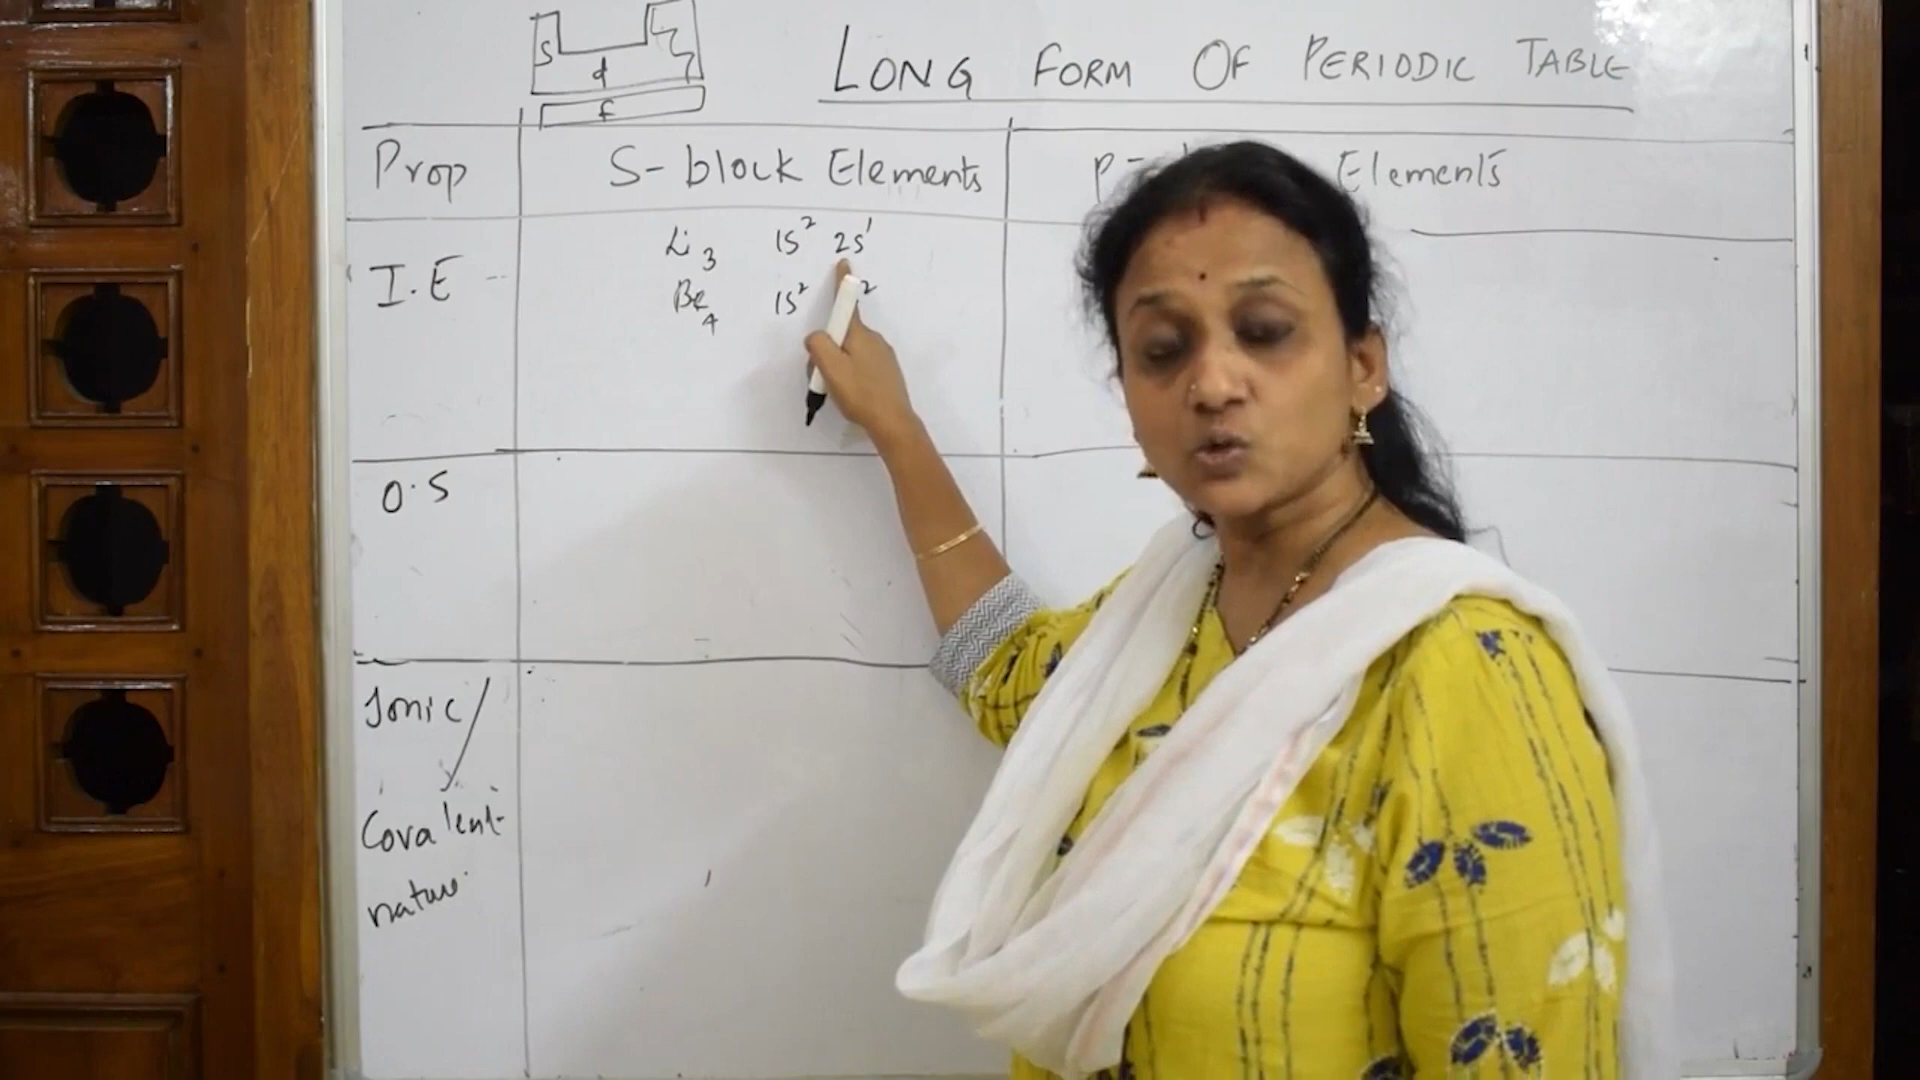 S
d
f
LONG FORM OF PERIODIC TABLE
Prop
S-block Elements
P- Elements
I.E
Li 3 1S² 2S¹
Be 4 1S² ²
O.S
Ionic/
Covalent
nature